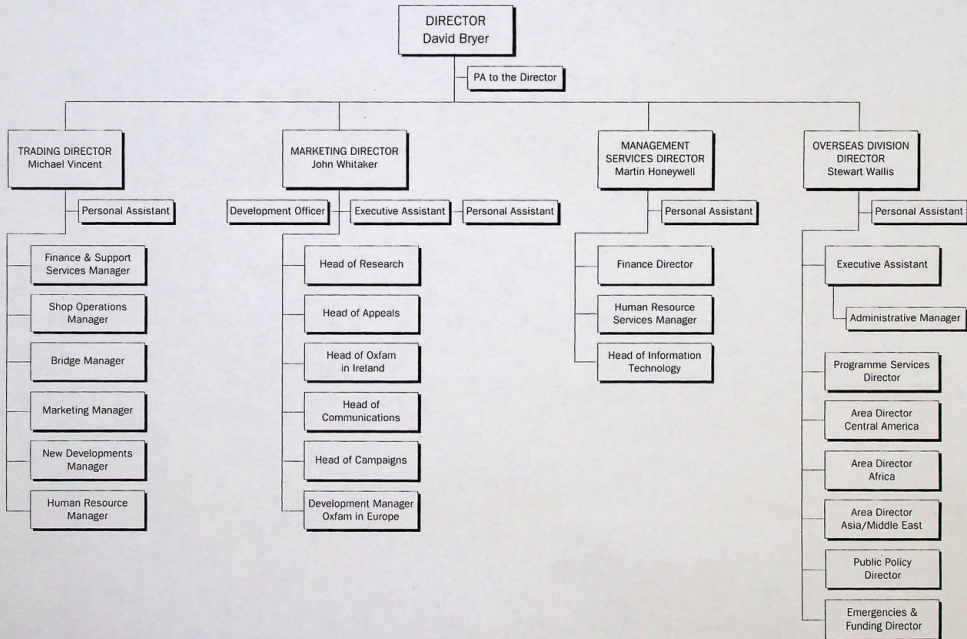 DIRECTOR
David Bryer
PA to the Director
TRADING DIRECTOR
Michael Vincent
Personal Assistant
Finance & Support
Services Manager
Shop Operations
Manager
Bridge Manager
Marketing Manager
New Developments
Manager
Human Resource
Manager
MARKETING DIRECTOR
John Whitaker
Development Officer
Executive Assistant
Personal Assistant
Head of Research
Head of Appeals
Head of Oxfam
in Ireland
Head of
Communications
Head of Campaigns
Development Manager
Oxfam in Europe
MANAGEMENT
SERVICES DIRECTOR
Martin Honeywell
Personal Assistant
Finance Director
Human Resource
Services Manager
Head of Information
Technology
OVERSEAS DIVISION
DIRECTOR
Stewart Wallis
Personal Assistant
Executive Assistant
Administrative Manager
Programme Services
Director
Area Director
Central America
Area Director
Africa
Area Director
Asia/Middle East
Public Policy
Director
Emergencies &
Funding Director